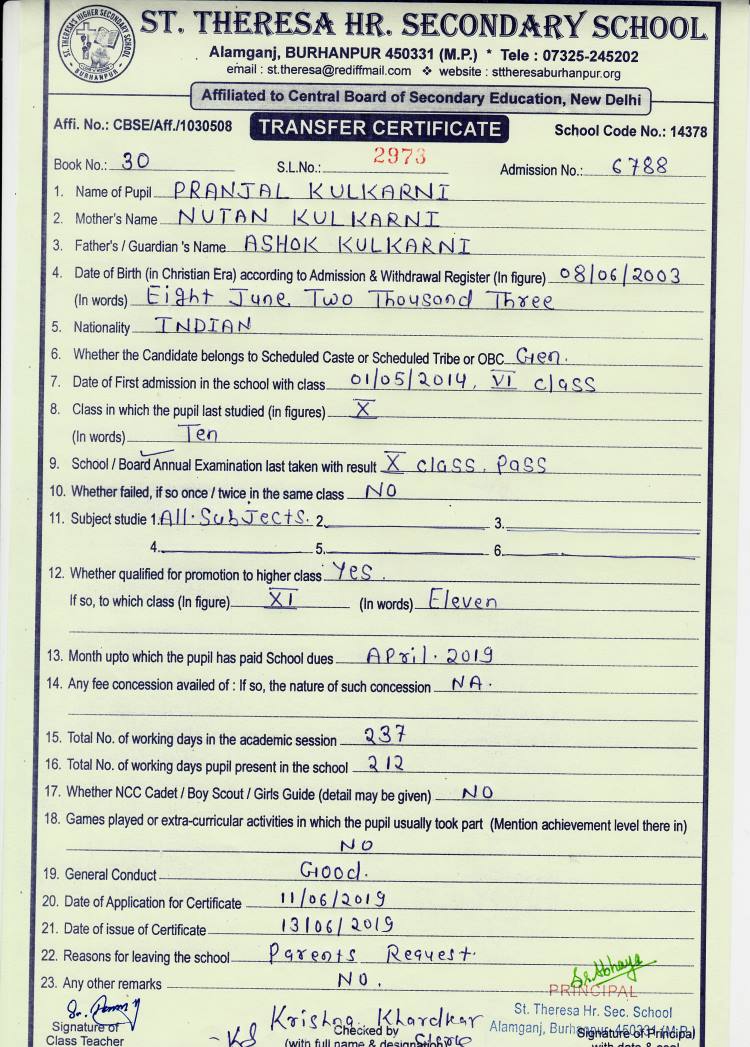 ST. THERESA'S HIGHER SECONDARY SCHOOL
BURHANPUR
ST. THERESA HR. SECONDARY SCHOOL
Alamganj, BURHANPUR 450331 (M.P.) * Tele : 07325-245202
email : st.theresa@rediffmail.com ❖ website : sttheresaburhanpur.org
Affiliated to Central Board of Secondary Education, New Delhi
Affi. No.: CBSE/Aff./1030508 TRANSFER CERTIFICATE School Code No.: 14378
Book No.: 30 S.L.No.: 2973 Admission No.: 6788
1. Name of Pupil PRANJAL KULKARNI
2. Mother's Name NUTAN KULKARNI
3. Father's / Guardian 's Name ASHOK KULKARNI
4. Date of Birth (in Christian Era) according to Admission & Withdrawal Register (In figure) 08/06/2003
(In words) Eight June Two Thousand Three
5. Nationality INDIAN
6. Whether the Candidate belongs to Scheduled Caste or Scheduled Tribe or OBC Gen.
7. Date of First admission in the school with class 01/05/2014, VI class
8. Class in which the pupil last studied (in figures) X
(In words) Ten
9. School / Board Annual Examination last taken with result X class. Pass
10. Whether failed, if so once / twice in the same class NO
11. Subject studie 1. All. Subjects. 2. 3.
4. 5. 6.
12. Whether qualified for promotion to higher class Yes.
If so, to which class (In figure) XI (In words) Eleven
13. Month upto which the pupil has paid School dues April. 2019
14. Any fee concession availed of : If so, the nature of such concession NA.
15. Total No. of working days in the academic session 237
16. Total No. of working days pupil present in the school 212
17. Whether NCC Cadet / Boy Scout / Girls Guide (detail may be given) NO
18. Games played or extra-curricular activities in which the pupil usually took part (Mention achievement level there in)
NO
19. General Conduct Good.
20. Date of Application for Certificate 11/06/2019
21. Date of issue of Certificate 13/06/2019
22. Reasons for leaving the school Parents Request.
23. Any other remarks NO.
Sr. Abhaya
PRINCIPAL
St. Theresa Hr. Sec. School
Alamganj, Burhanpur-450331 (M.P.)
Krishna Khardkar
Signature of
Class Teacher
Checked by
(with full name & designation)
Signature of Principal
with date & seal